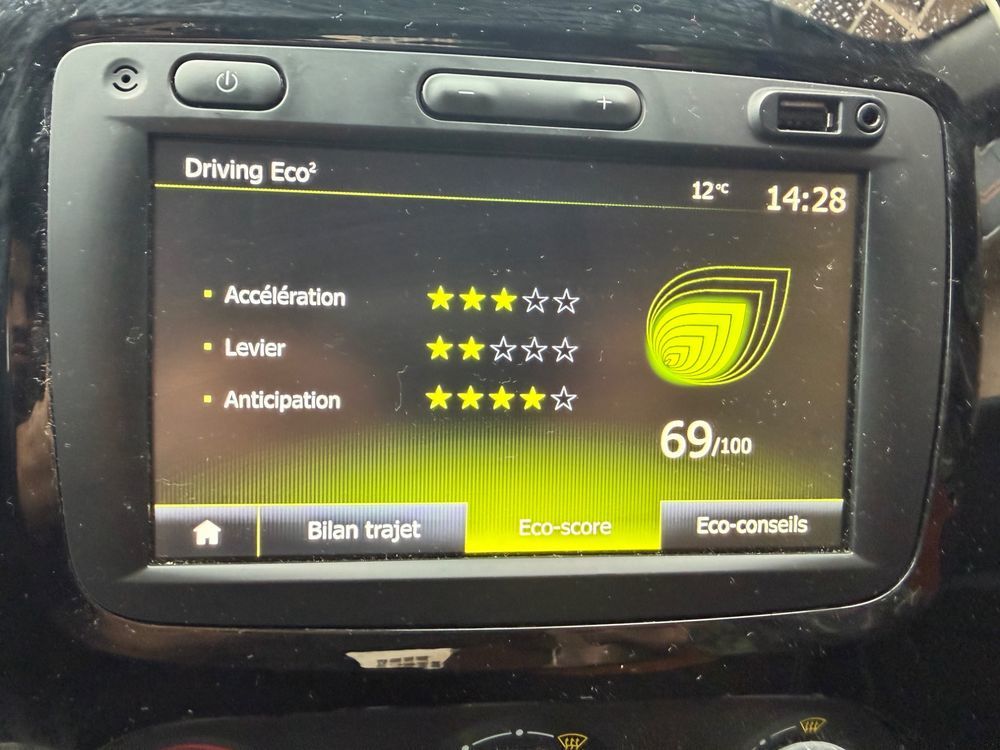 Driving Eco²
12°C 14:28
Accélération
Levier
Anticipation
69/100
Bilan trajet Eco-score Eco-conseils